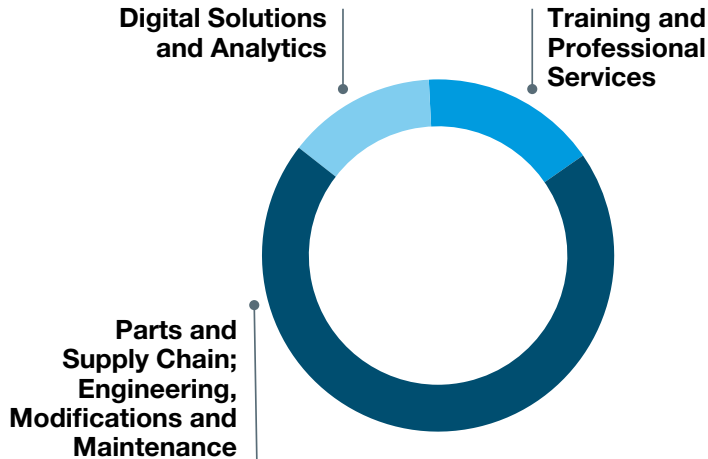 Digital Solutions
and Analytics
Training and
Professional
Services
Parts and
Supply Chain;
Engineering,
Modifications and
Maintenance